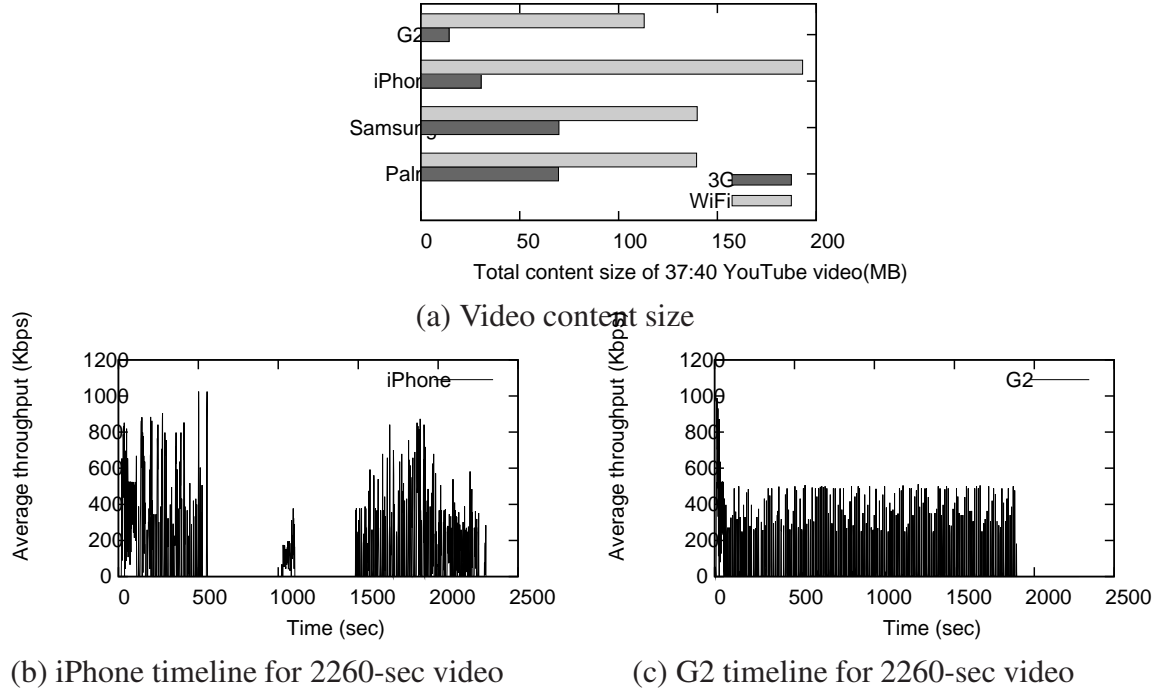 G2
iPhon
Samsung
Palm
3G
WiFi
0 50 100 150 200
Total content size of 37:40 YouTube video(MB)
(a) Video content size
Average throughput (Kbps)
1200
1000
800
600
400
200
0
iPhone
0 500 1000 1500 2000 2500
Time (sec)
(b) iPhone timeline for 2260-sec video
Average throughput (Kbps)
1200
1000
800
600
400
200
0
G2
0 500 1000 1500 2000 2500
Time (sec)
(c) G2 timeline for 2260-sec video